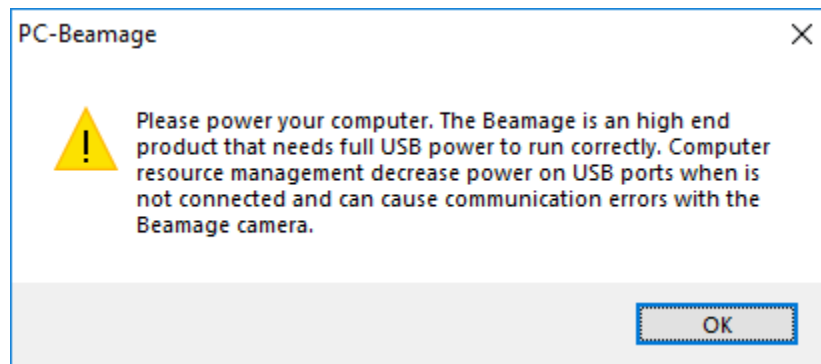 PC-Beamage
Please power your computer. The Beamage is an high end
product that needs full USB power to run correctly. Computer
resource management decrease power on USB ports when is
not connected and can cause communication errors with the
Beamage camera.
OK